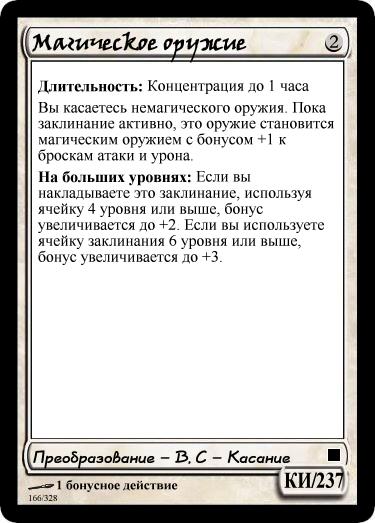 Магическое оружие 2
Длительность: Концентрация до 1 часа
Вы касаетесь немагического оружия. Пока
заклинание активно, это оружие становится
магическим оружием с бонусом +1 к
броскам атаки и урона.
На больших уровнях: Если вы
накладываете это заклинание, используя
ячейку 4 уровня или выше, бонус
увеличивается до +2. Если вы используете
ячейку заклинания 6 уровня или выше,
бонус увеличивается до +3.
Преобразование – В, С – Касание
КИ/237
1 бонусное действие
166/328